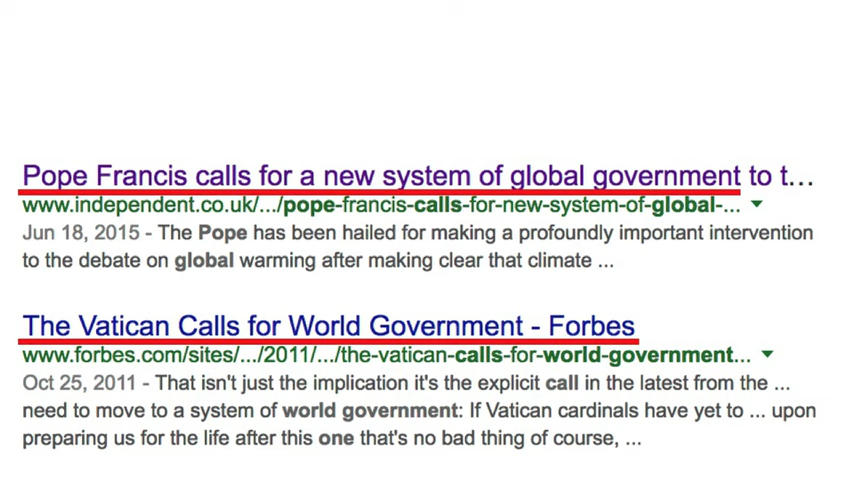 Pope Francis calls for a new system of global government to t...
www.independent.co.uk/.../pope-francis-calls-for-new-system-of-global-...
Jun 18, 2015 - The Pope has been hailed for making a profoundly important intervention
to the debate on global warming after making clear that climate ...
The Vatican Calls for World Government - Forbes
www.forbes.com/sites/.../2011/.../the-vatican-calls-for-world-government...
Oct 25, 2011 - That isn't just the implication it's the explicit call in the latest from the ...
need to move to a system of world government: If Vatican cardinals have yet to ... upon
preparing us for the life after this one that's no bad thing of course, ...